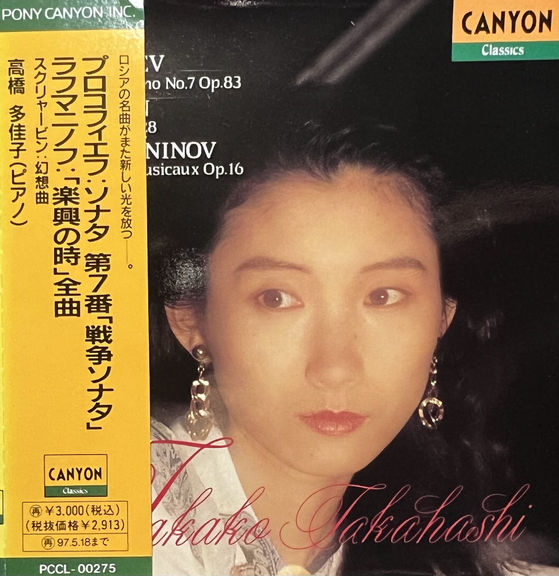 PONY CANYON INC.
ロシアの名曲がまた新しい光を放つ──。
プロコフィエフ:ソナタ 第7番「戦争ソナタ」
ラフマニノフ:「楽興の時」全曲
スクリャービン:幻想曲
高橋 多佳子(ピアノ)
CANYON
Classics
再 ¥3,000(税込)
(税抜価格¥2,913)
再 97.5.18まで
PCCL-00275
CANYON
Classics
EV
no No.7 Op.83
N
28
NINOV
usicaux Op.16
Takako Takahashi